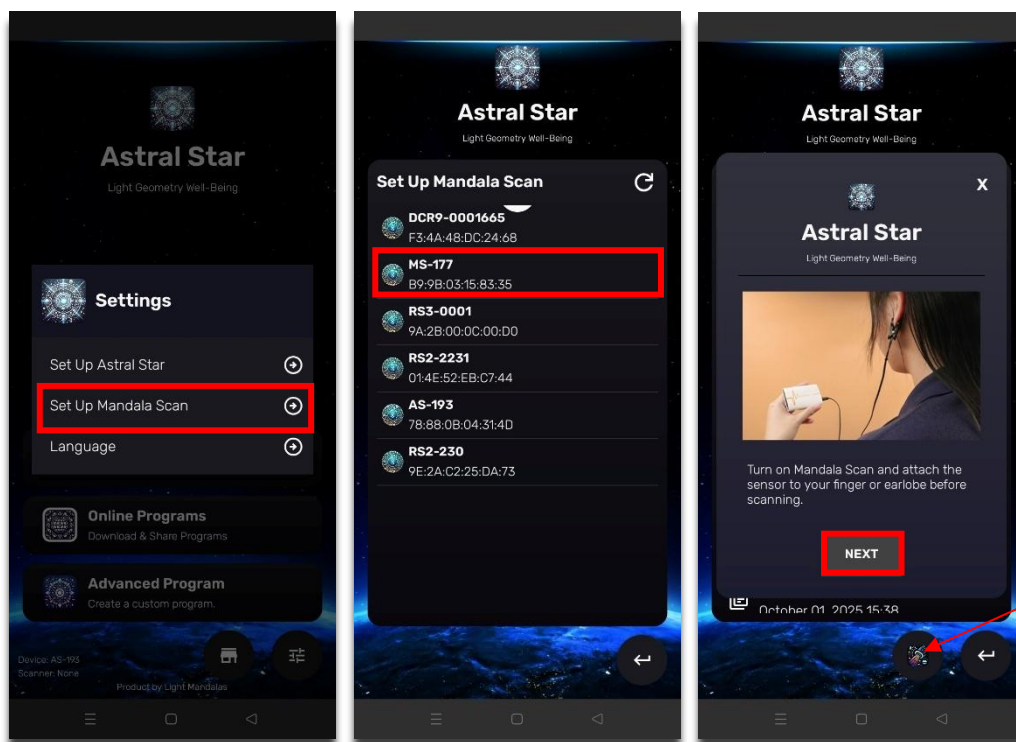 Astral Star
Light Geometry Well-Being
Settings
Set Up Astral Star
Set Up Mandala Scan
Language
Online Programs
Download & Share Programs
Advanced Program
Create a custom program.
Device: AS-193
Scanner: None
Product by Light Mandalas
Astral Star
Light Geometry Well-Being
Set Up Mandala Scan
DCR9-0001665
F3:4A:48:DC:24:68
MS-177
B9:9B:03:15:83:35
RS3-0001
9A:2B:00:0C:00:D0
RS2-2231
01:4E:52:EB:C7:44
AS-193
78:88:0B:04:31:4D
RS2-230
9E:2A:C2:25:DA:73
Astral Star
Light Geometry Well-Being
X
Astral Star
Light Geometry Well-Being
Turn on Mandala Scan and attach the
sensor to your finger or earlobe before
scanning.
NEXT
October 01, 2025 15:38